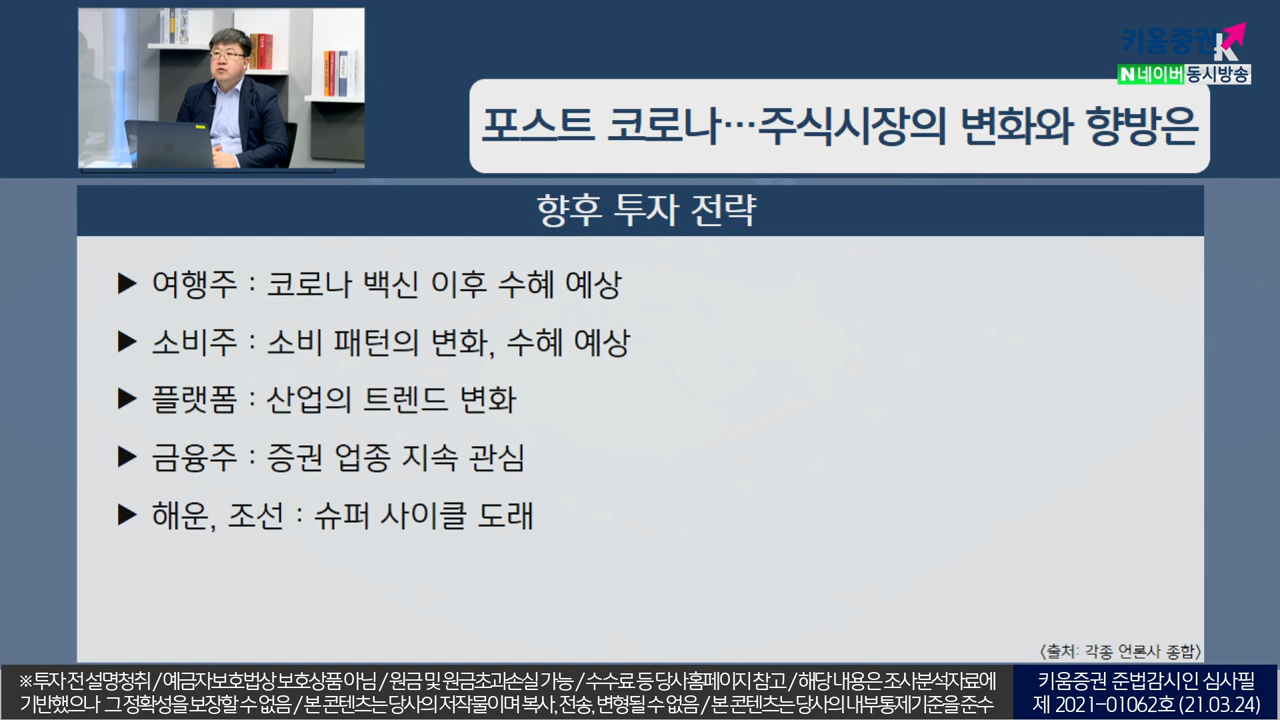 키움증권
K
N 네이버 동시방송
포스트 코로나…주식시장의 변화와 향방은
향후 투자 전략
▶ 여행주 : 코로나 백신 이후 수혜 예상
▶ 소비주 : 소비 패턴의 변화, 수혜 예상
▶ 플랫폼 : 산업의 트렌드 변화
▶ 금융주 : 증권 업종 지속 관심
▶ 해운, 조선 : 슈퍼 사이클 도래
<출처: 각종 언론사 종합>
※ 투자 전 설명청취 / 예금자보호법상 보호상품 아님 / 원금 및 원금초과손실 가능 / 수수료 등 당사홈페이지 참고 / 해당 내용은 조사분석자료에
기반했으나 그 정확성을 보장할 수 없음 / 본 콘텐츠는 당사의 저작물이며 복사, 전송, 변형될 수 없음 / 본 콘텐츠는 당사의 내부통제기준을 준수
키움증권 준법감시인 심사필
제 2021-01062호 (21.03.24)